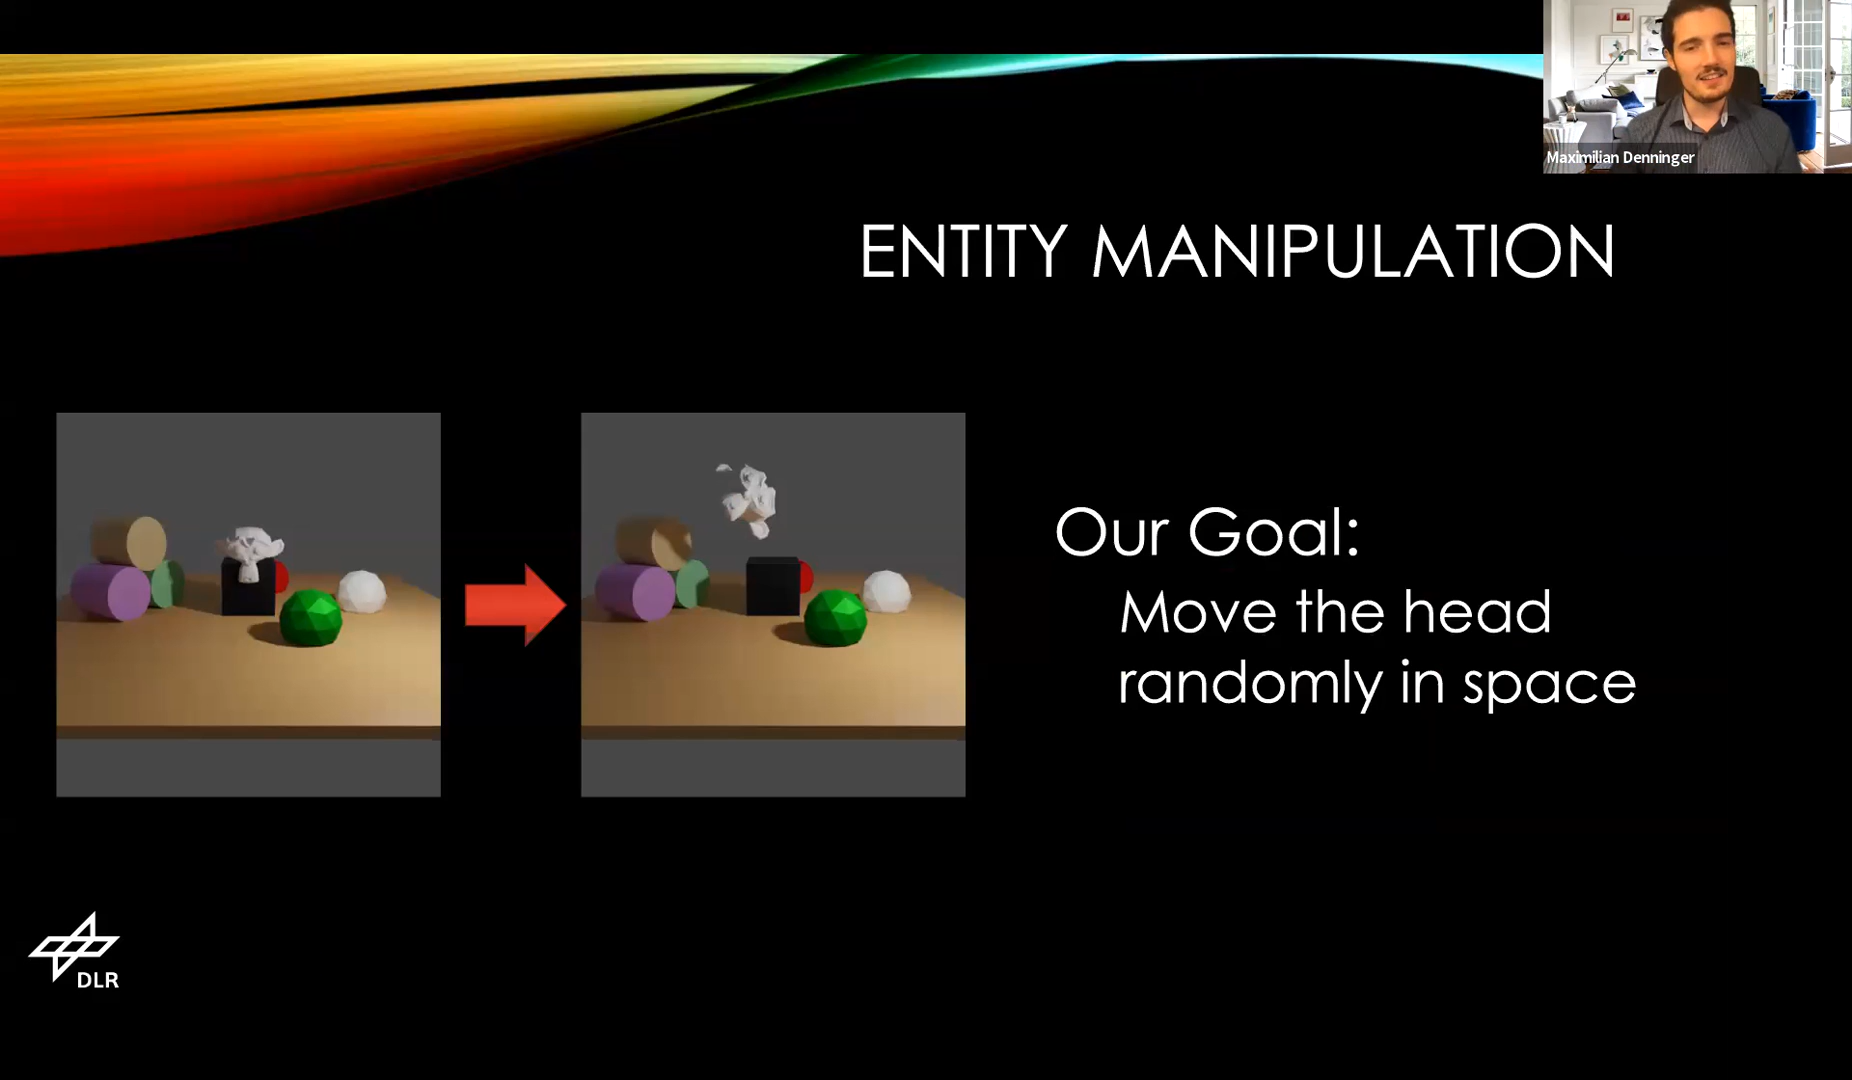 Maximilian Denninger
ENTITY MANIPULATION
Our Goal:
Move the head
randomly in space
DLR